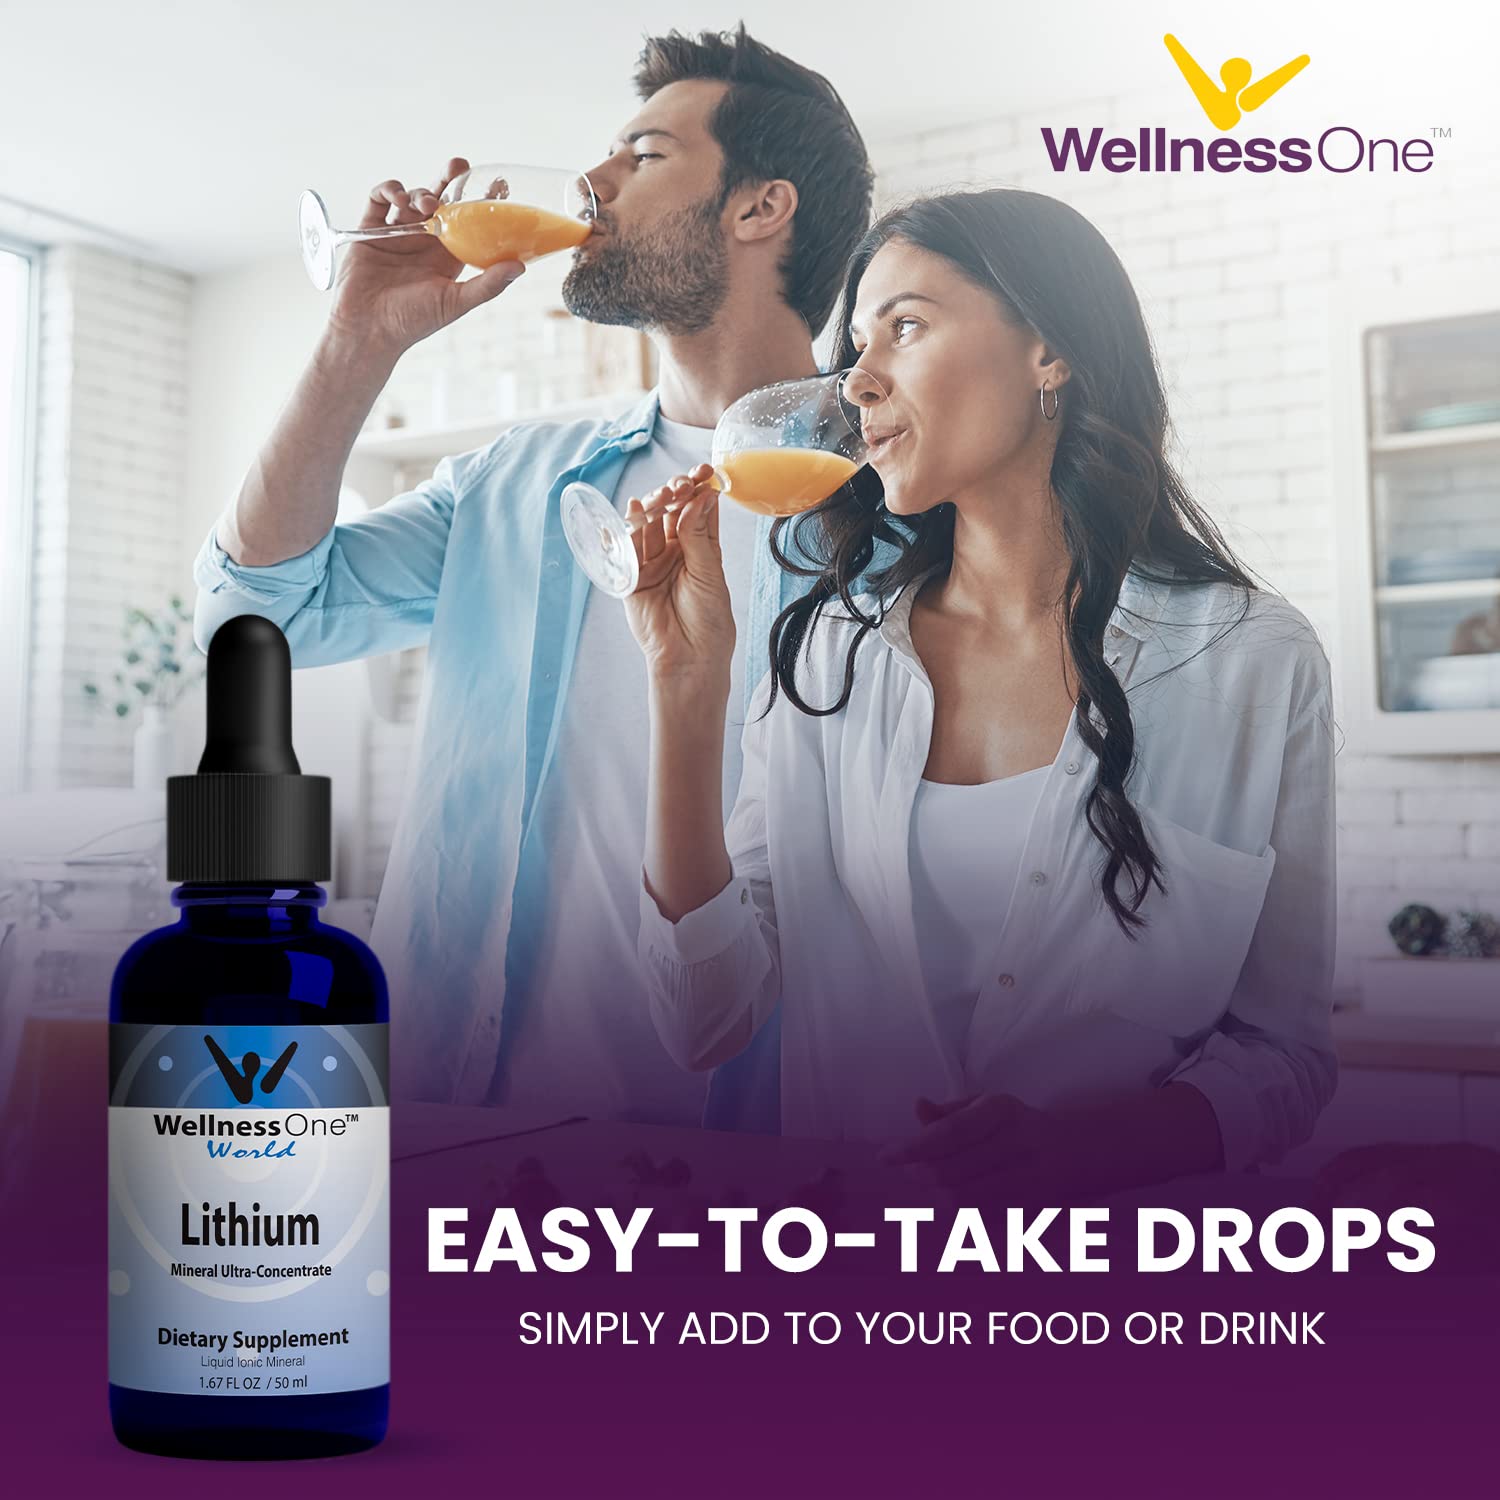 WellnessOne™
WellnessOne™
World
Lithium
Mineral Ultra-Concentrate
Dietary Supplement
Liquid Ionic Mineral
1.67 FL OZ / 50 ml
EASY-TO-TAKE DROPS
SIMPLY ADD TO YOUR FOOD OR DRINK